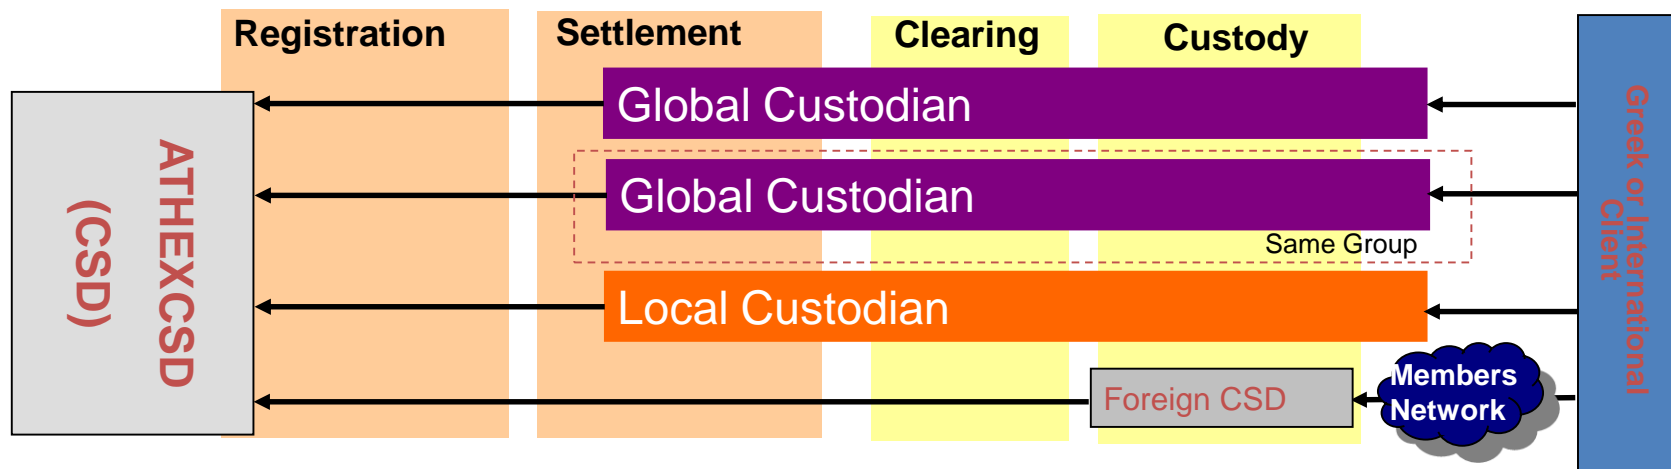 Registration
Settlement
Clearing
Custody
Global Custodian
Global Custodian
Same Group
Local Custodian
Foreign CSD
Members
Network
ATHEXCSD
(CSD)
Greek or International
Client